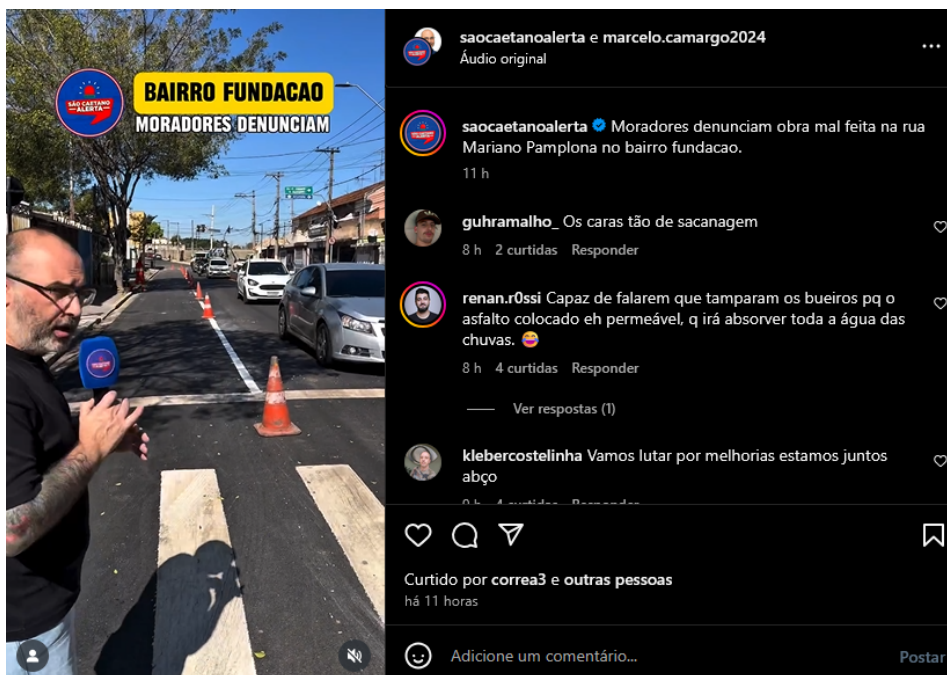 SÃO CAETANO
ALERTA
BAIRRO FUNDACAO
MORADORES DENUNCIAM
saocaetanoalerta e marcelo.camargo2024
Áudio original
saocaetanoalerta Moradores denunciam obra mal feita na rua
Mariano Pamplona no bairro fundacao.
11 h
guhramalho_ Os caras tão de sacanagem
8 h 2 curtidas Responder
renan.r0ssi Capaz de falarem que tamparam os bueiros pq o
asfalto colocado eh permeável, q irá absorver toda a água das
chuvas. 😂
8 h 4 curtidas Responder
Ver respostas (1)
klebercostelinha Vamos lutar por melhorias estamos juntos
abço
Curtido por correa3 e outras pessoas
há 11 horas
Adicione um comentário...
Postar